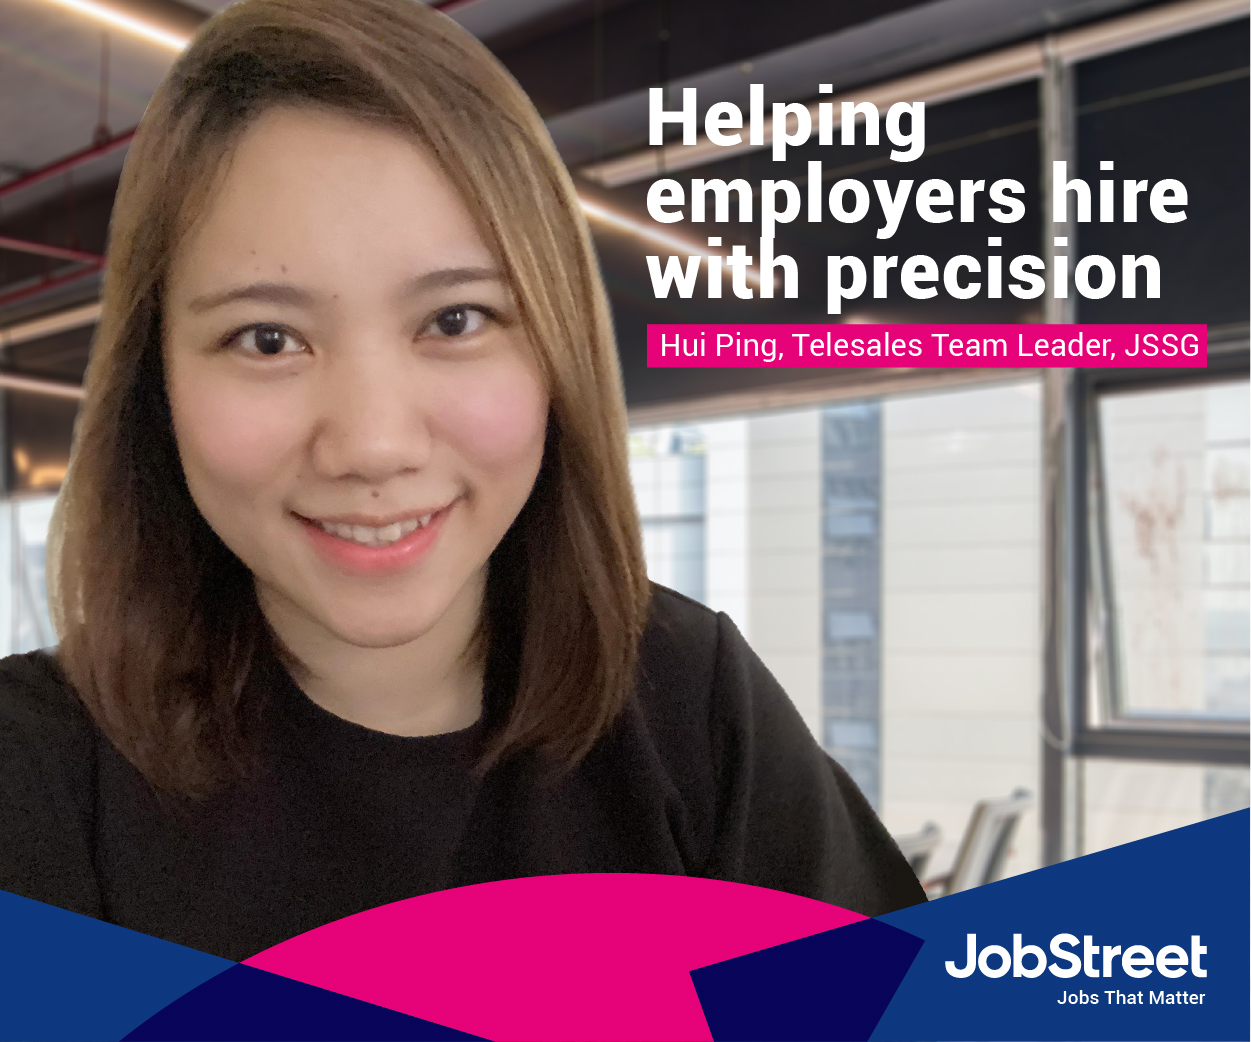 Helping
employers hire
with precision
Hui Ping, Telesales Team Leader, JSSG
JobStreet
Jobs That Matter